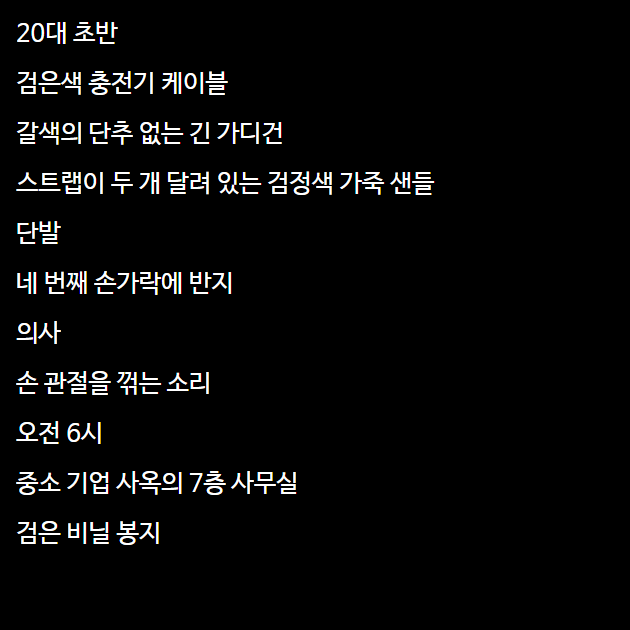 20대 초반
검은색 충전기 케이블
갈색의 단추 없는 긴 가디건
스트랩이 두 개 달려 있는 검정색 가죽 샌들
단발
네 번째 손가락에 반지
의사
손 관절을 꺾는 소리
오전 6시
중소 기업 사옥의 7층 사무실
검은 비닐 봉지